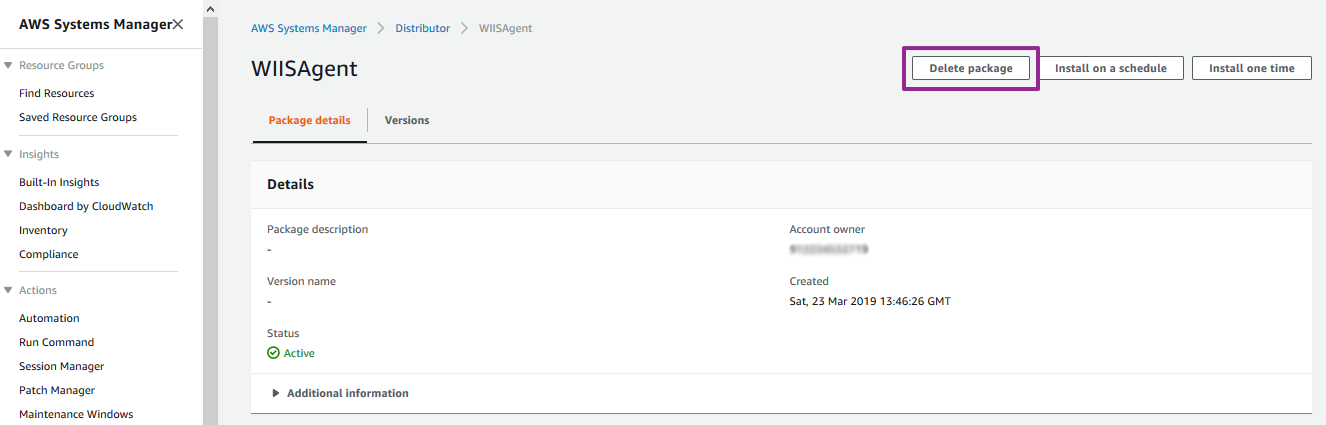 AWS Systems Manager
Resource Groups
Find Resources
Saved Resource Groups
Insights
Built-In Insights
Dashboard by CloudWatch
Inventory
Compliance
Actions
Automation
Run Command
Session Manager
Patch Manager
Maintenance Windows
AWS Systems Manager > Distributor > WIISAgent
WIISAgent
Delete package Install on a schedule Install one time
Package details Versions
Details
Package description
-
Account owner
Version name
-
Created
Sat, 23 Mar 2019 13:46:26 GMT
Status
Active
Additional information